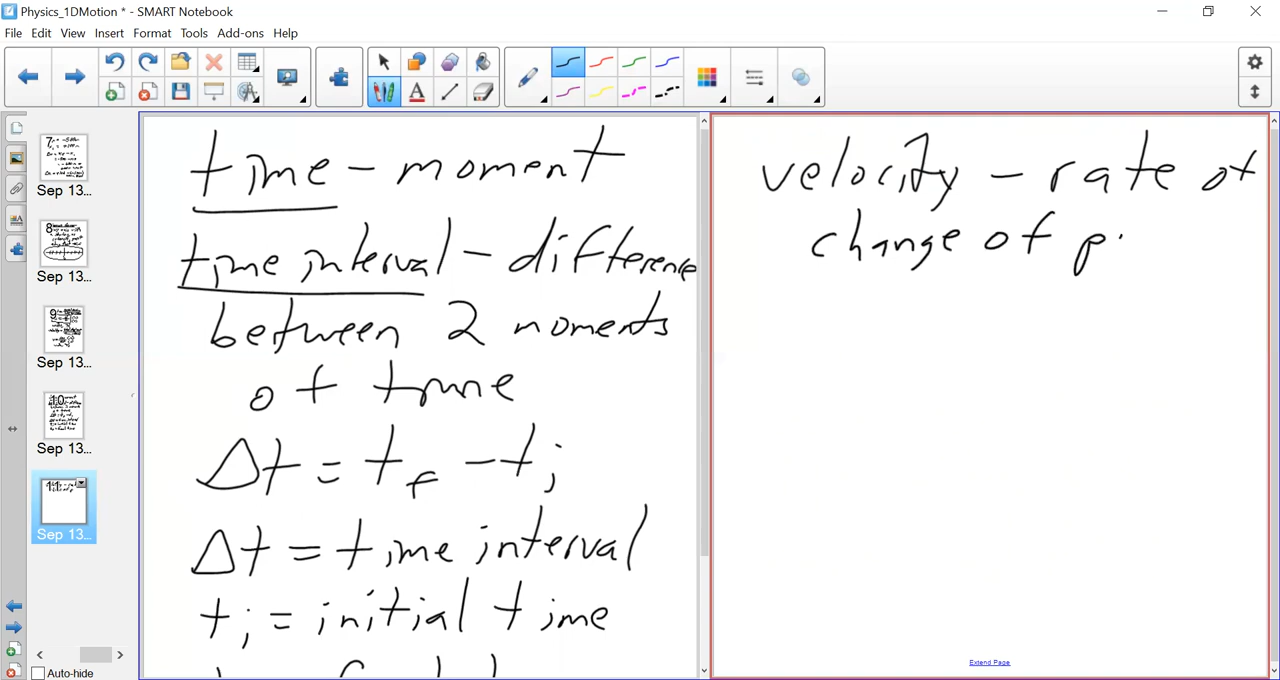 Physics_1DMotion * - SMART Notebook
File Edit View Insert Format Tools Add-ons Help
Sep 13...
Sep 13...
Sep 13...
Sep 13...
Sep 13...
Auto-hide
time - moment
time interval - difference
between 2 moments
of time
Δt = tf - ti
Δt = time interval
ti = initial time
velocity - rate of
change of p
Extend Page